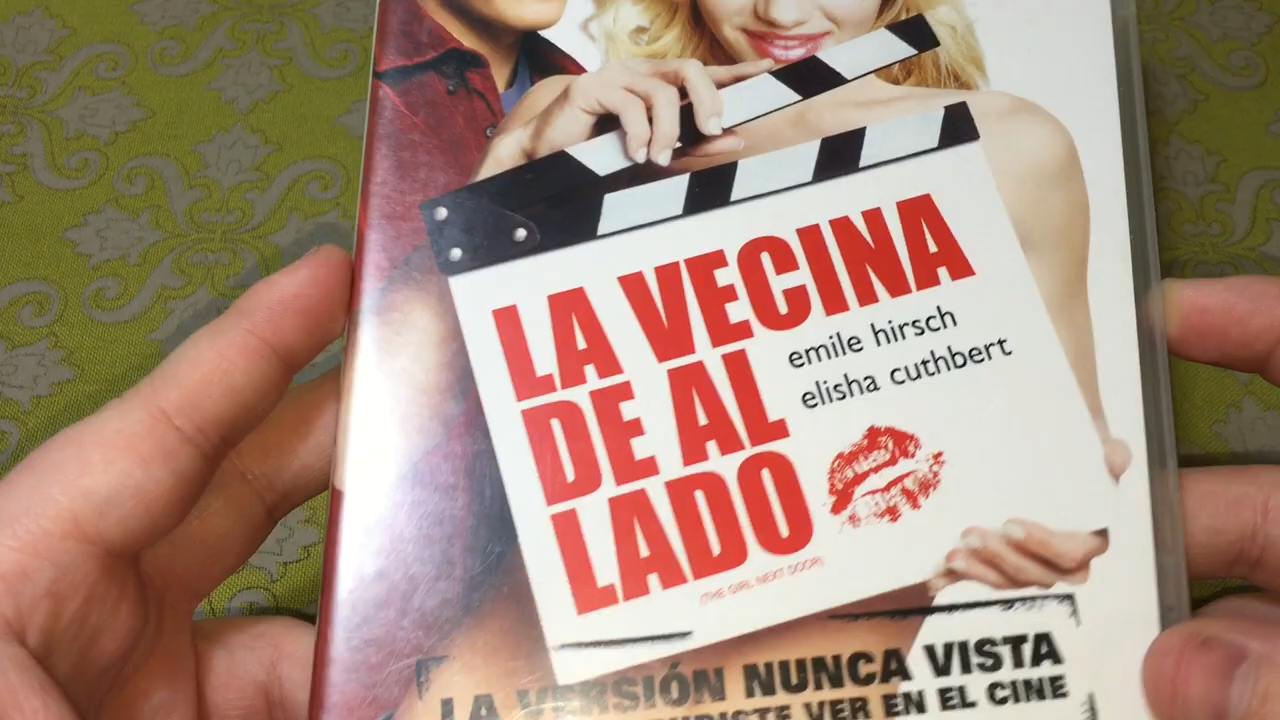 LA VECINA
DE AL
LADO
emile hirsch
elisha cuthbert
(THE GIRL NEXT DOOR)
LA VERSIÓN NUNCA VISTA
VER EN EL CINE